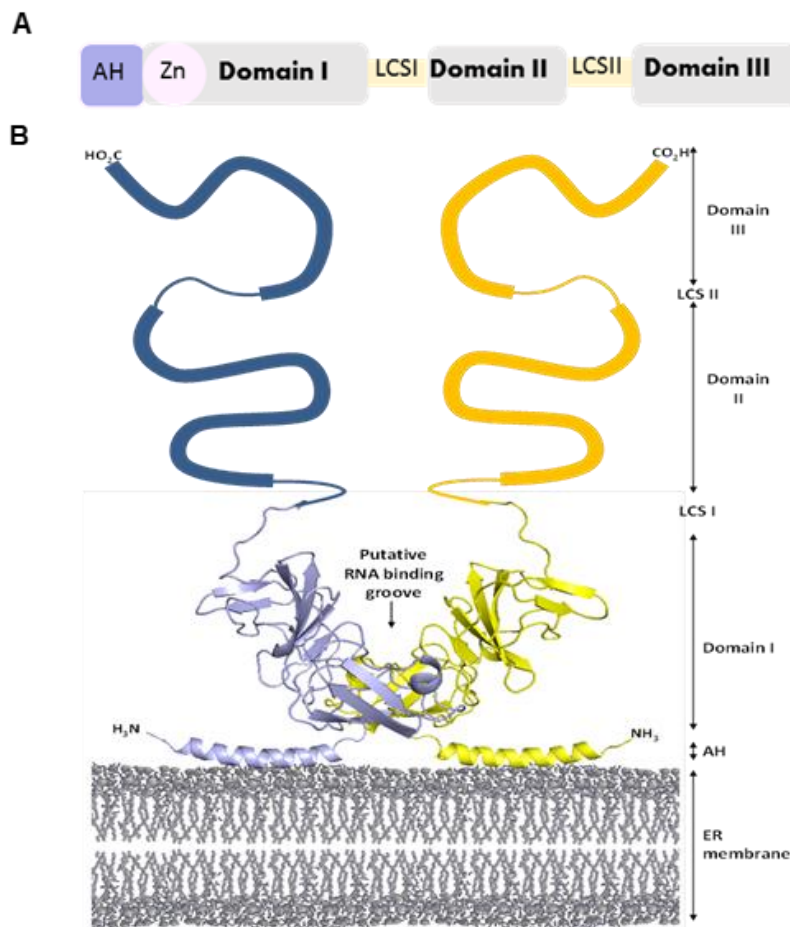 A
AH Zn Domain I LCSI Domain II LCSII Domain III
B
HO₂C
CO₂H
Domain
III
LCS II
Domain
II
LCS I
Putative
RNA binding
groove
Domain I
H₃N
NH₃
AH
ER
membrane